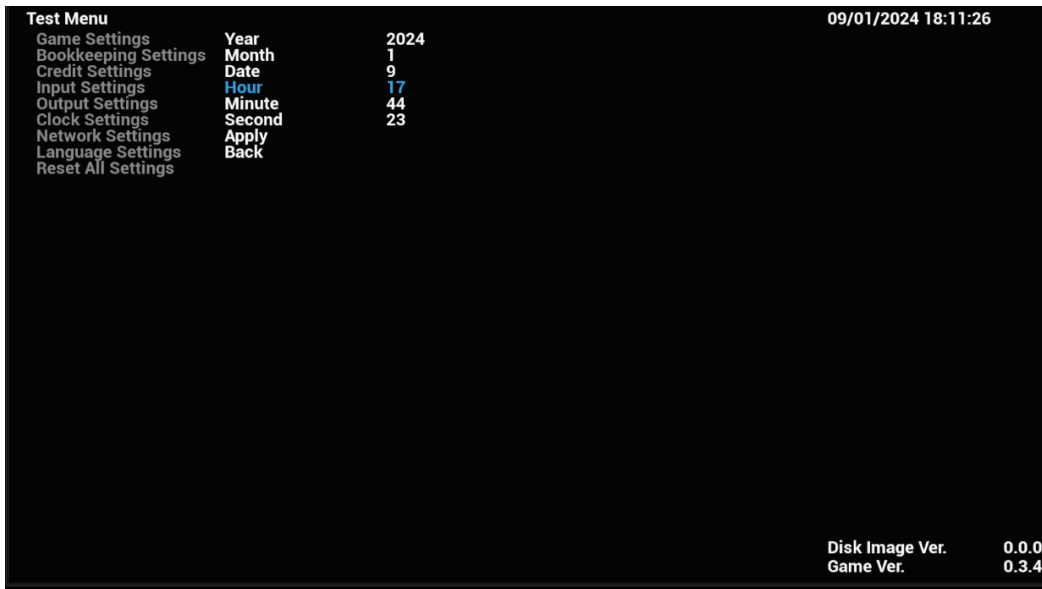 Test Menu 09/01/2024 18:11:26
Game Settings Year 2024
Bookkeeping Settings Month 1
Credit Settings Date 9
Input Settings Hour 17
Output Settings Minute 44
Clock Settings Second 23
Network Settings Apply
Language Settings Back
Reset All Settings
Disk Image Ver. 0.0.0
Game Ver. 0.3.4